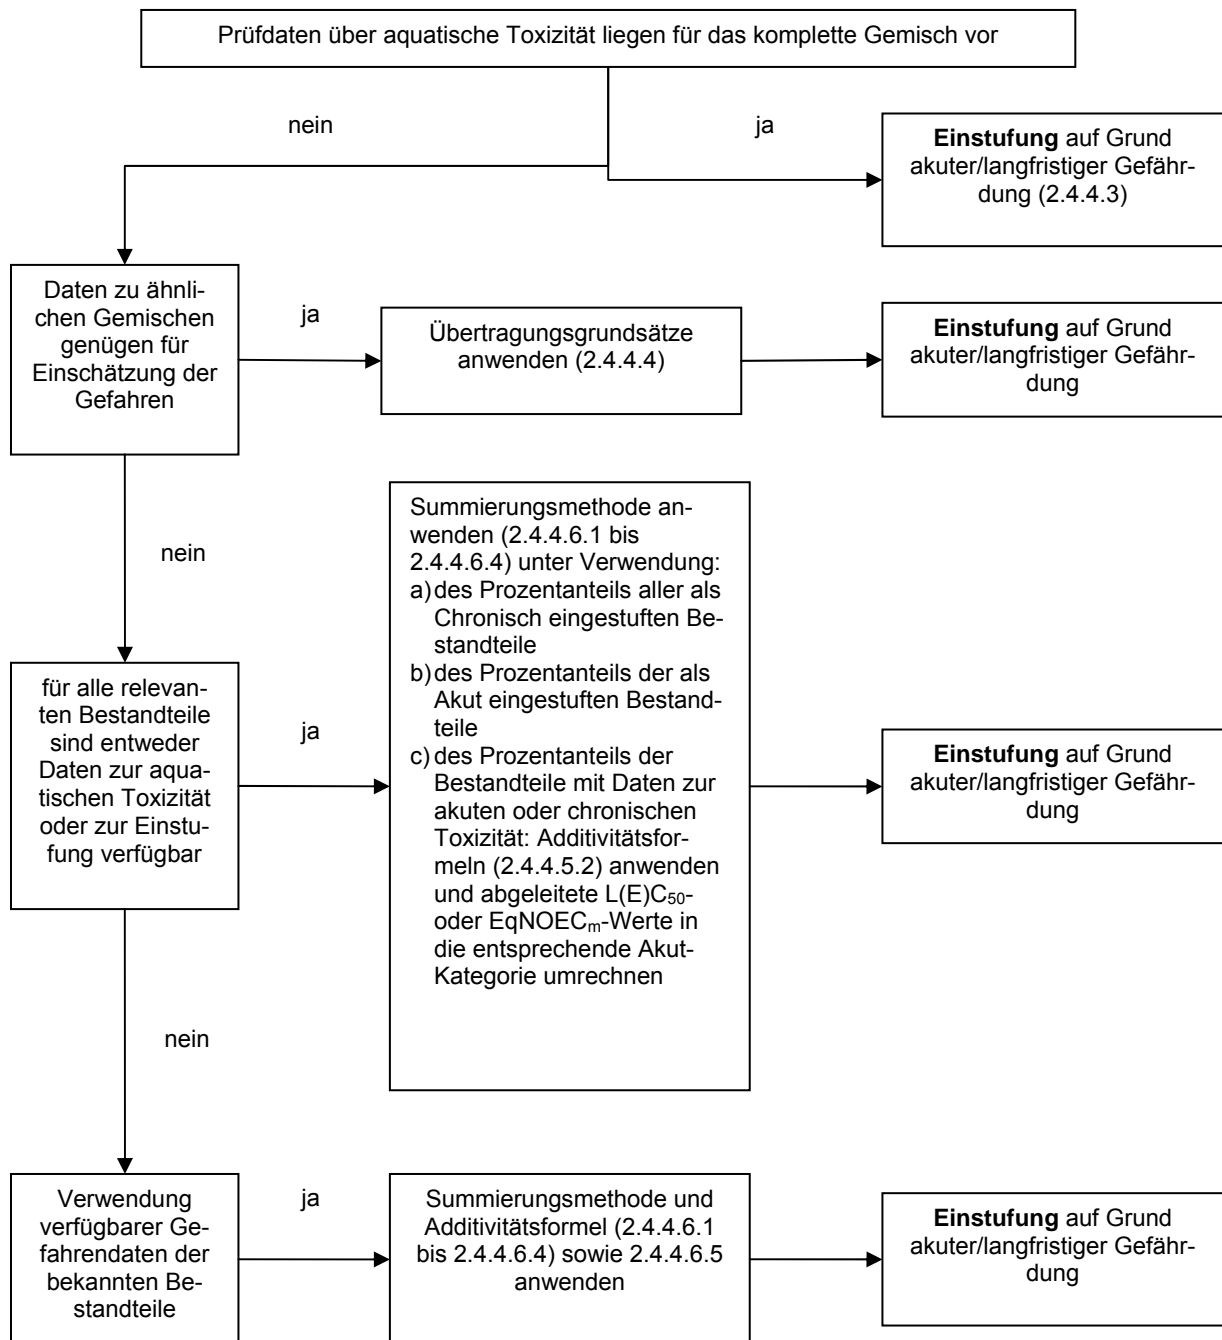 Prüfdaten über aquatische Toxizität liegen für das komplette Gemisch vor
nein
ja
Einstufung auf Grund
akuter/langfristiger Gefähr-
dung (2.4.4.3)
Daten zu ähnli-
chen Gemischen
genügen für
Einschätzung der
Gefahren
ja
Übertragungsgrundsätze
anwenden (2.4.4.4)
Einstufung auf Grund
akuter/langfristiger Gefähr-
dung
nein
für alle relevan-
ten Bestandteile
sind entweder
Daten zur aqua-
tischen Toxizität
oder zur Einstu-
fung verfügbar
ja
Summierungsmethode an-
wenden (2.4.4.6.1 bis
2.4.4.6.4) unter Verwendung:
a) des Prozentanteils aller als
Chronisch eingestuften Be-
standteile
b) des Prozentanteils der als
Akut eingestuften Bestand-
teile
c) des Prozentanteils der
Bestandteile mit Daten zur
akuten oder chronischen
Toxizität: Additivitätsfor-
meln (2.4.4.5.2) anwenden
und abgeleitete L(E)C₅₀-
oder EqNOECₘ-Werte in
die entsprechende Akut-
Kategorie umrechnen
Einstufung auf Grund
akuter/langfristiger Gefähr-
dung
nein
Verwendung
verfügbarer Ge-
fahrendaten der
bekannten Be-
standteile
ja
Summierungsmethode und
Additivitätsformel (2.4.4.6.1
bis 2.4.4.6.4) sowie 2.4.4.6.5
anwenden
Einstufung auf Grund
akuter/langfristiger Gefähr-
dung